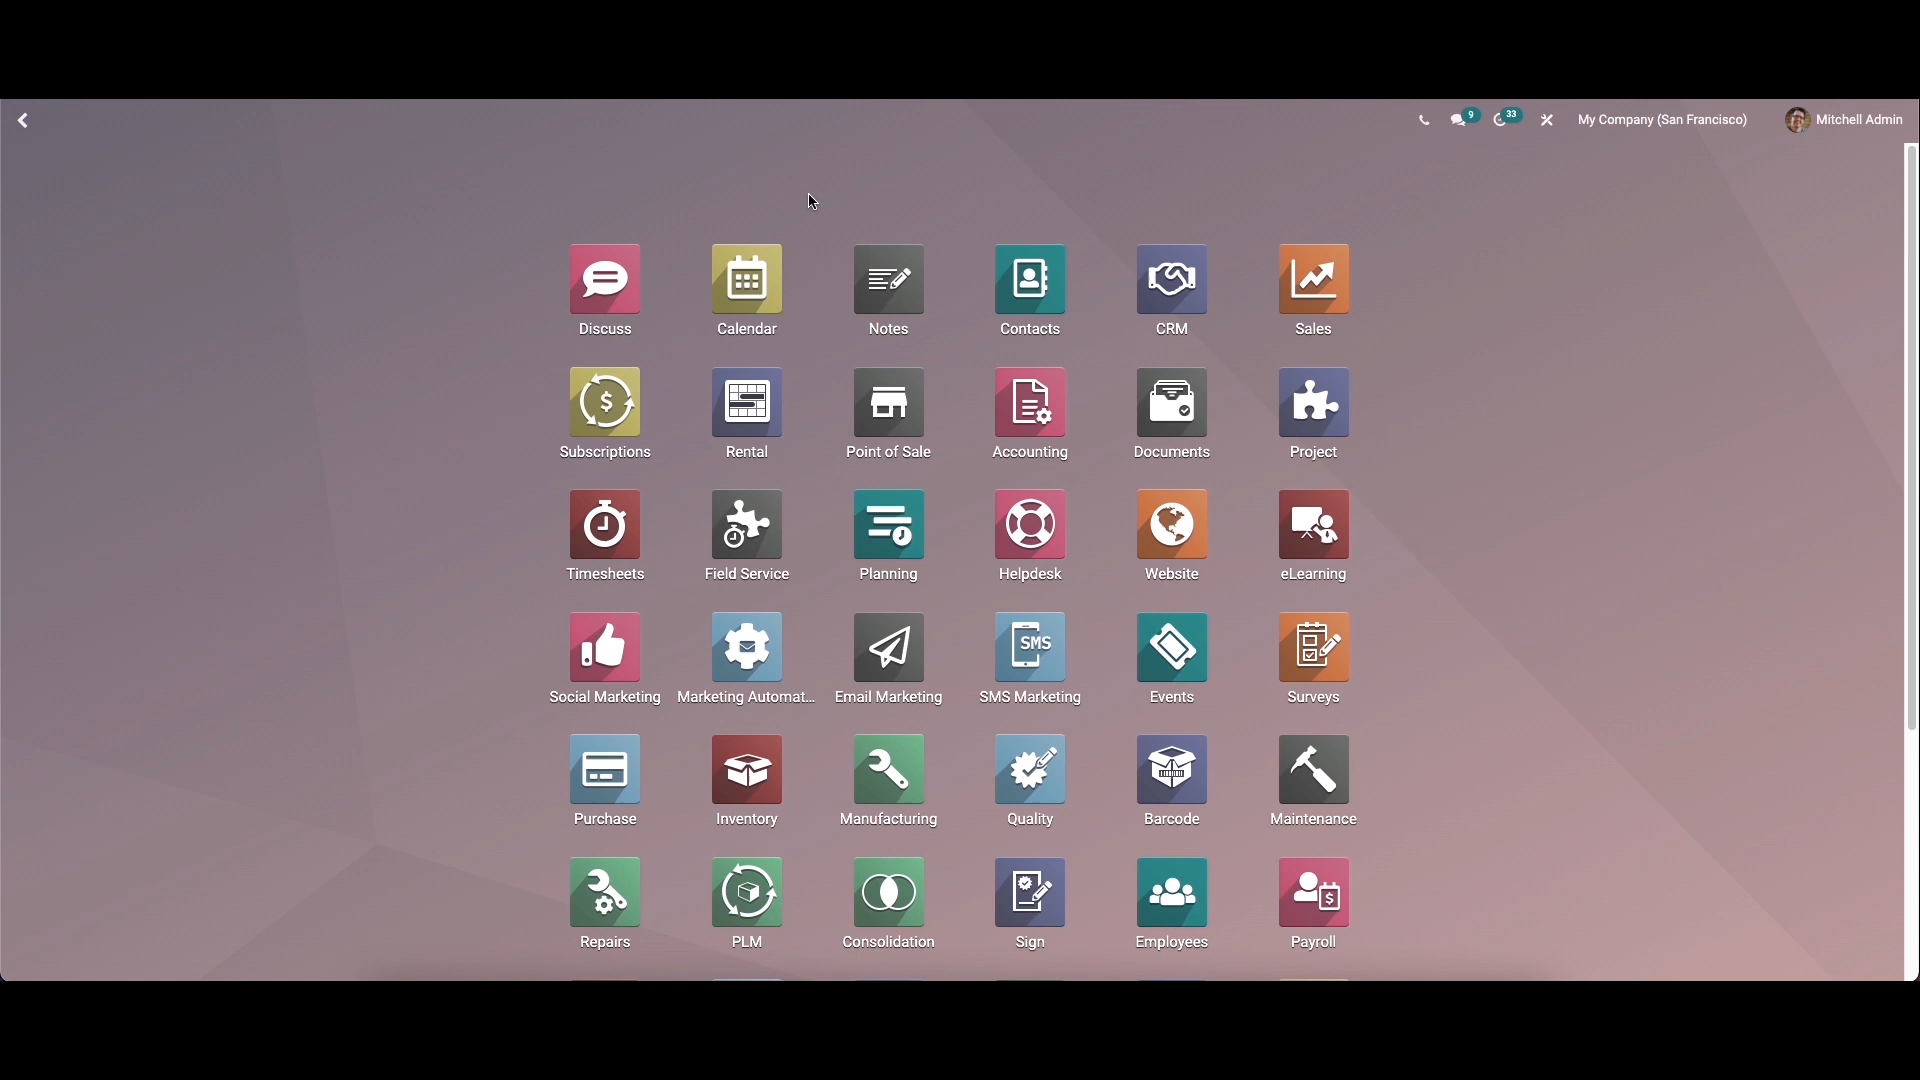 9 33 My Company (San Francisco) Mitchell Admin
Discuss Calendar Notes Contacts CRM Sales
$
Subscriptions Rental Point of Sale Accounting Documents Project
Timesheets Field Service Planning Helpdesk Website eLearning
SMS
Social Marketing Marketing Automat... Email Marketing SMS Marketing Events Surveys
Purchase Inventory Manufacturing Quality Barcode Maintenance
$
Repairs PLM Consolidation Sign Employees Payroll